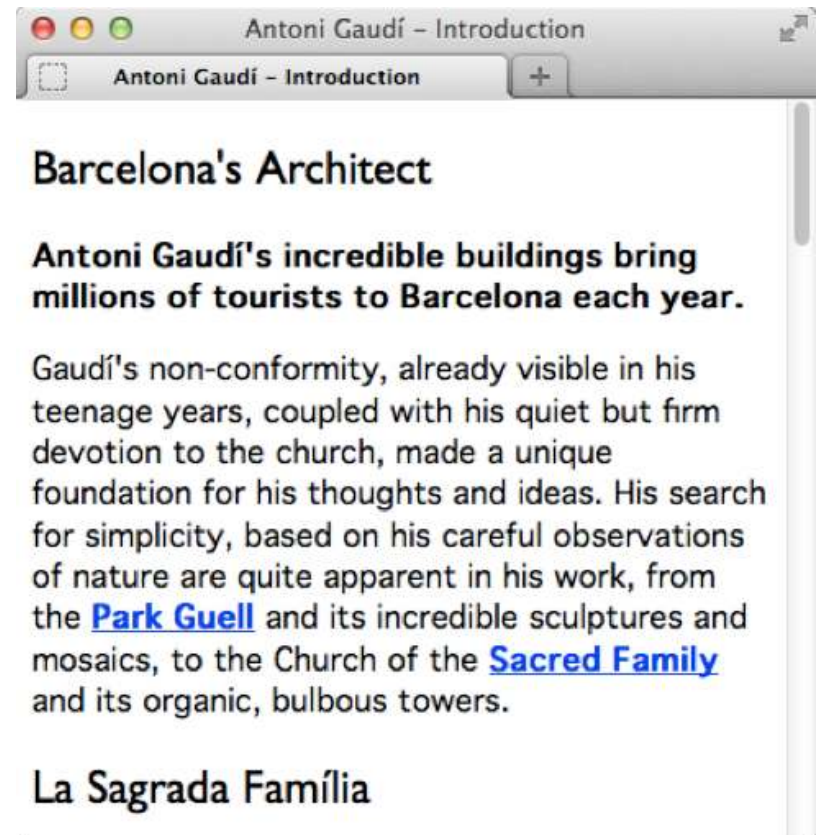 Antoni Gaudí – Introduction
Antoni Gaudí – Introduction
Barcelona's Architect
Antoni Gaudí's incredible buildings bring
millions of tourists to Barcelona each year.
Gaudí's non-conformity, already visible in his
teenage years, coupled with his quiet but firm
devotion to the church, made a unique
foundation for his thoughts and ideas. His search
for simplicity, based on his careful observations
of nature are quite apparent in his work, from
the Park Guell and its incredible sculptures and
mosaics, to the Church of the Sacred Family
and its organic, bulbous towers.
La Sagrada Família